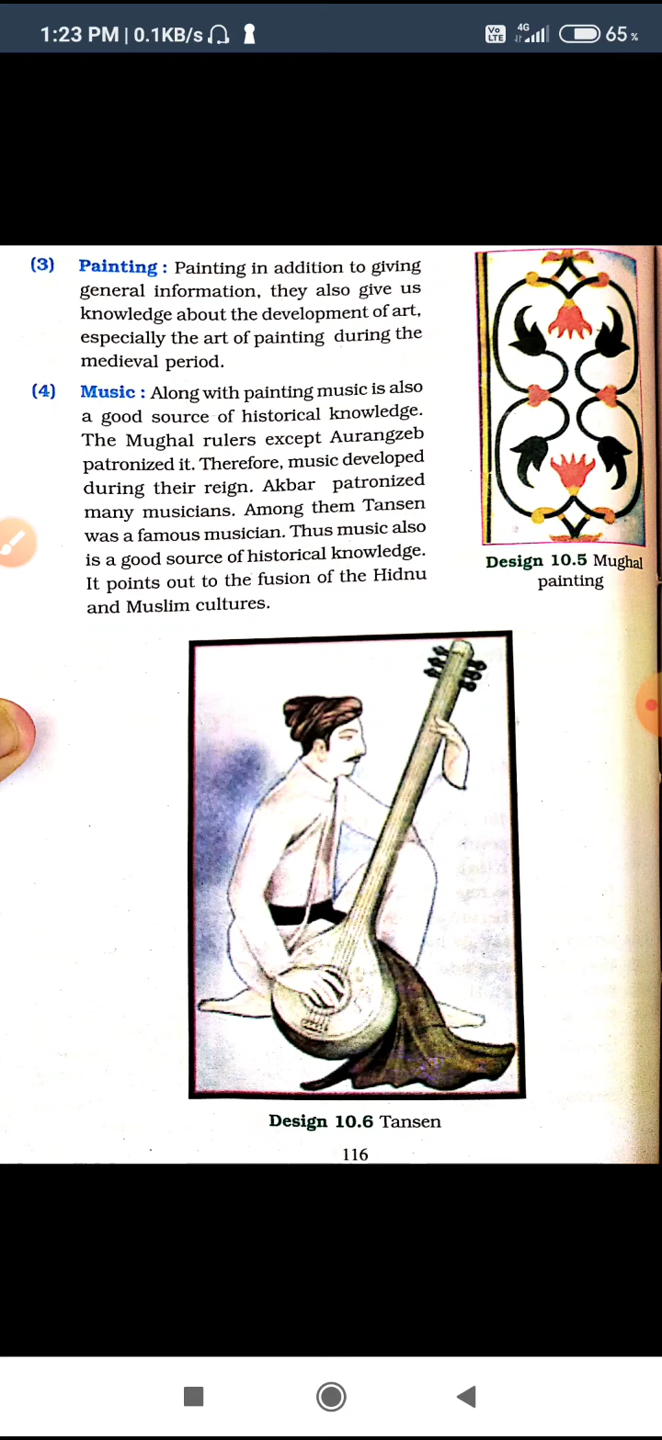 1:23 PM | 0.1KB/s
Vo LTE 4G 65%
(3) Painting : Painting in addition to giving
general information, they also give us
knowledge about the development of art,
especially the art of painting during the
medieval period.
(4) Music : Along with painting music is also
a good source of historical knowledge.
The Mughal rulers except Aurangzeb
patronized it. Therefore, music developed
during their reign. Akbar patronized
many musicians. Among them Tansen
was a famous musician. Thus music also
is a good source of historical knowledge.
It points out to the fusion of the Hidnu
and Muslim cultures.
Design 10.5 Mughal
painting
Design 10.6 Tansen
116